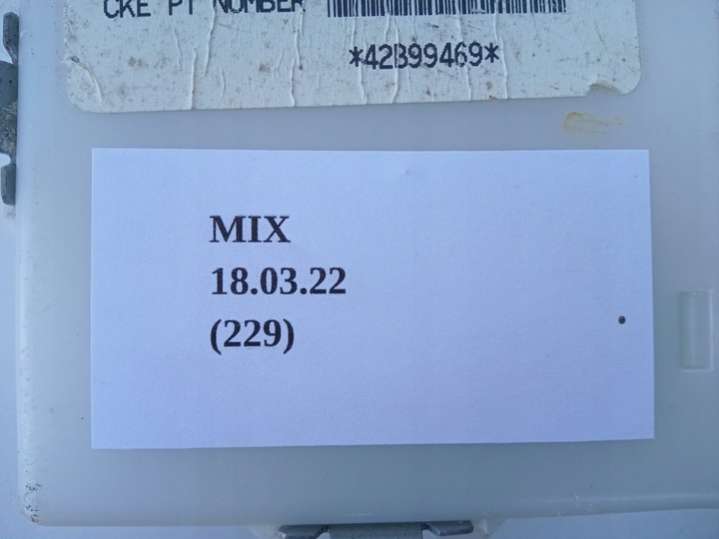 CKE PT NUMBER
*42B99469*
MIX
18.03.22
(229)